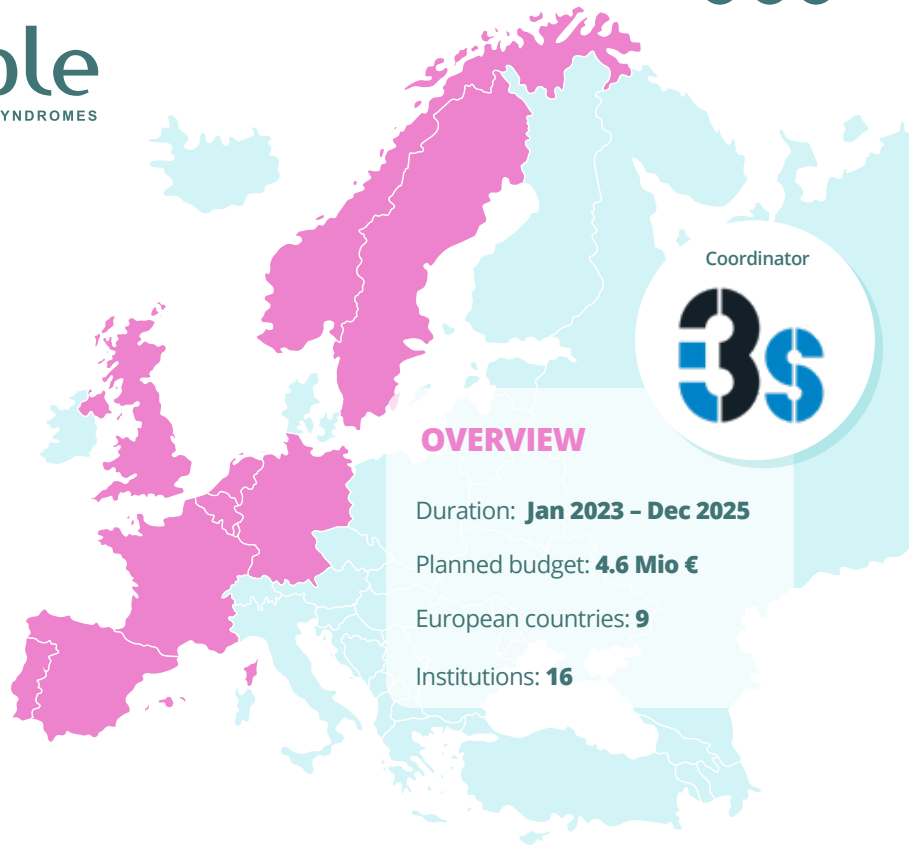 ple
YNDROMES
Coordinator
3s
OVERVIEW
Duration: Jan 2023 – Dec 2025
Planned budget: 4.6 Mio €
European countries: 9
Institutions: 16